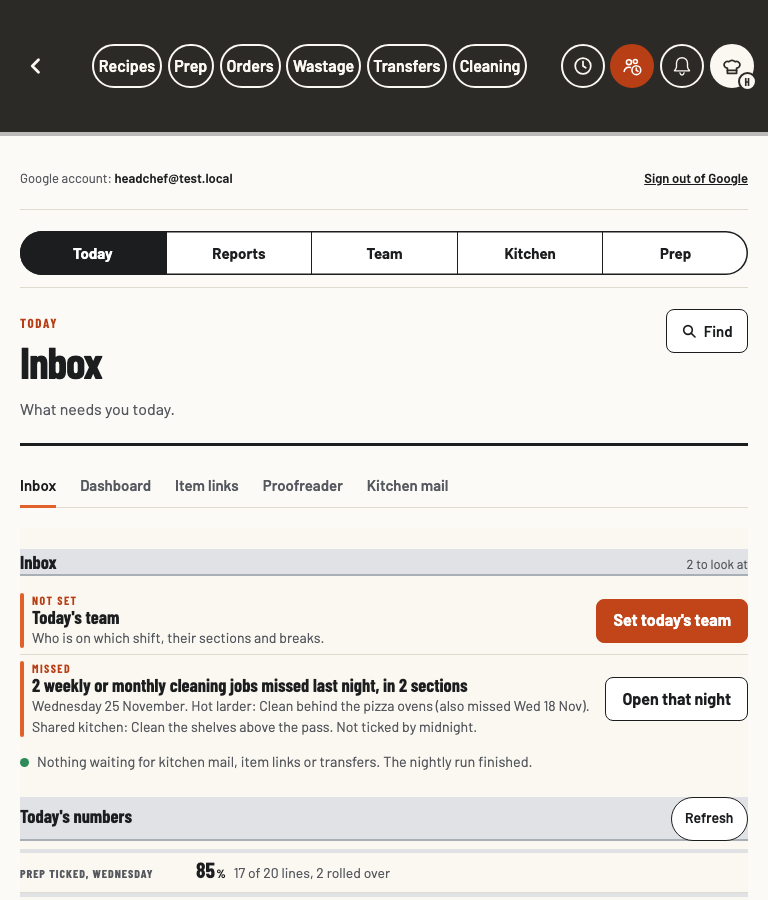 Recipes Prep Orders Wastage Transfers Cleaning
H
Google account: headchef@test.local Sign out of Google
Today Reports Team Kitchen Prep
TODAY
Find
Inbox
What needs you today.
Inbox Dashboard Item links Proofreader Kitchen mail
Inbox 2 to look at
NOT SET
Today's team
Who is on which shift, their sections and breaks.
Set today's team
MISSED
2 weekly or monthly cleaning jobs missed last night, in 2 sections
Wednesday 25 November. Hot larder: Clean behind the pizza ovens (also missed Wed 18 Nov).
Shared kitchen: Clean the shelves above the pass. Not ticked by midnight.
Open that night
Nothing waiting for kitchen mail, item links or transfers. The nightly run finished.
Today's numbers Refresh
PREP TICKED, WEDNESDAY 85% 17 of 20 lines, 2 rolled over